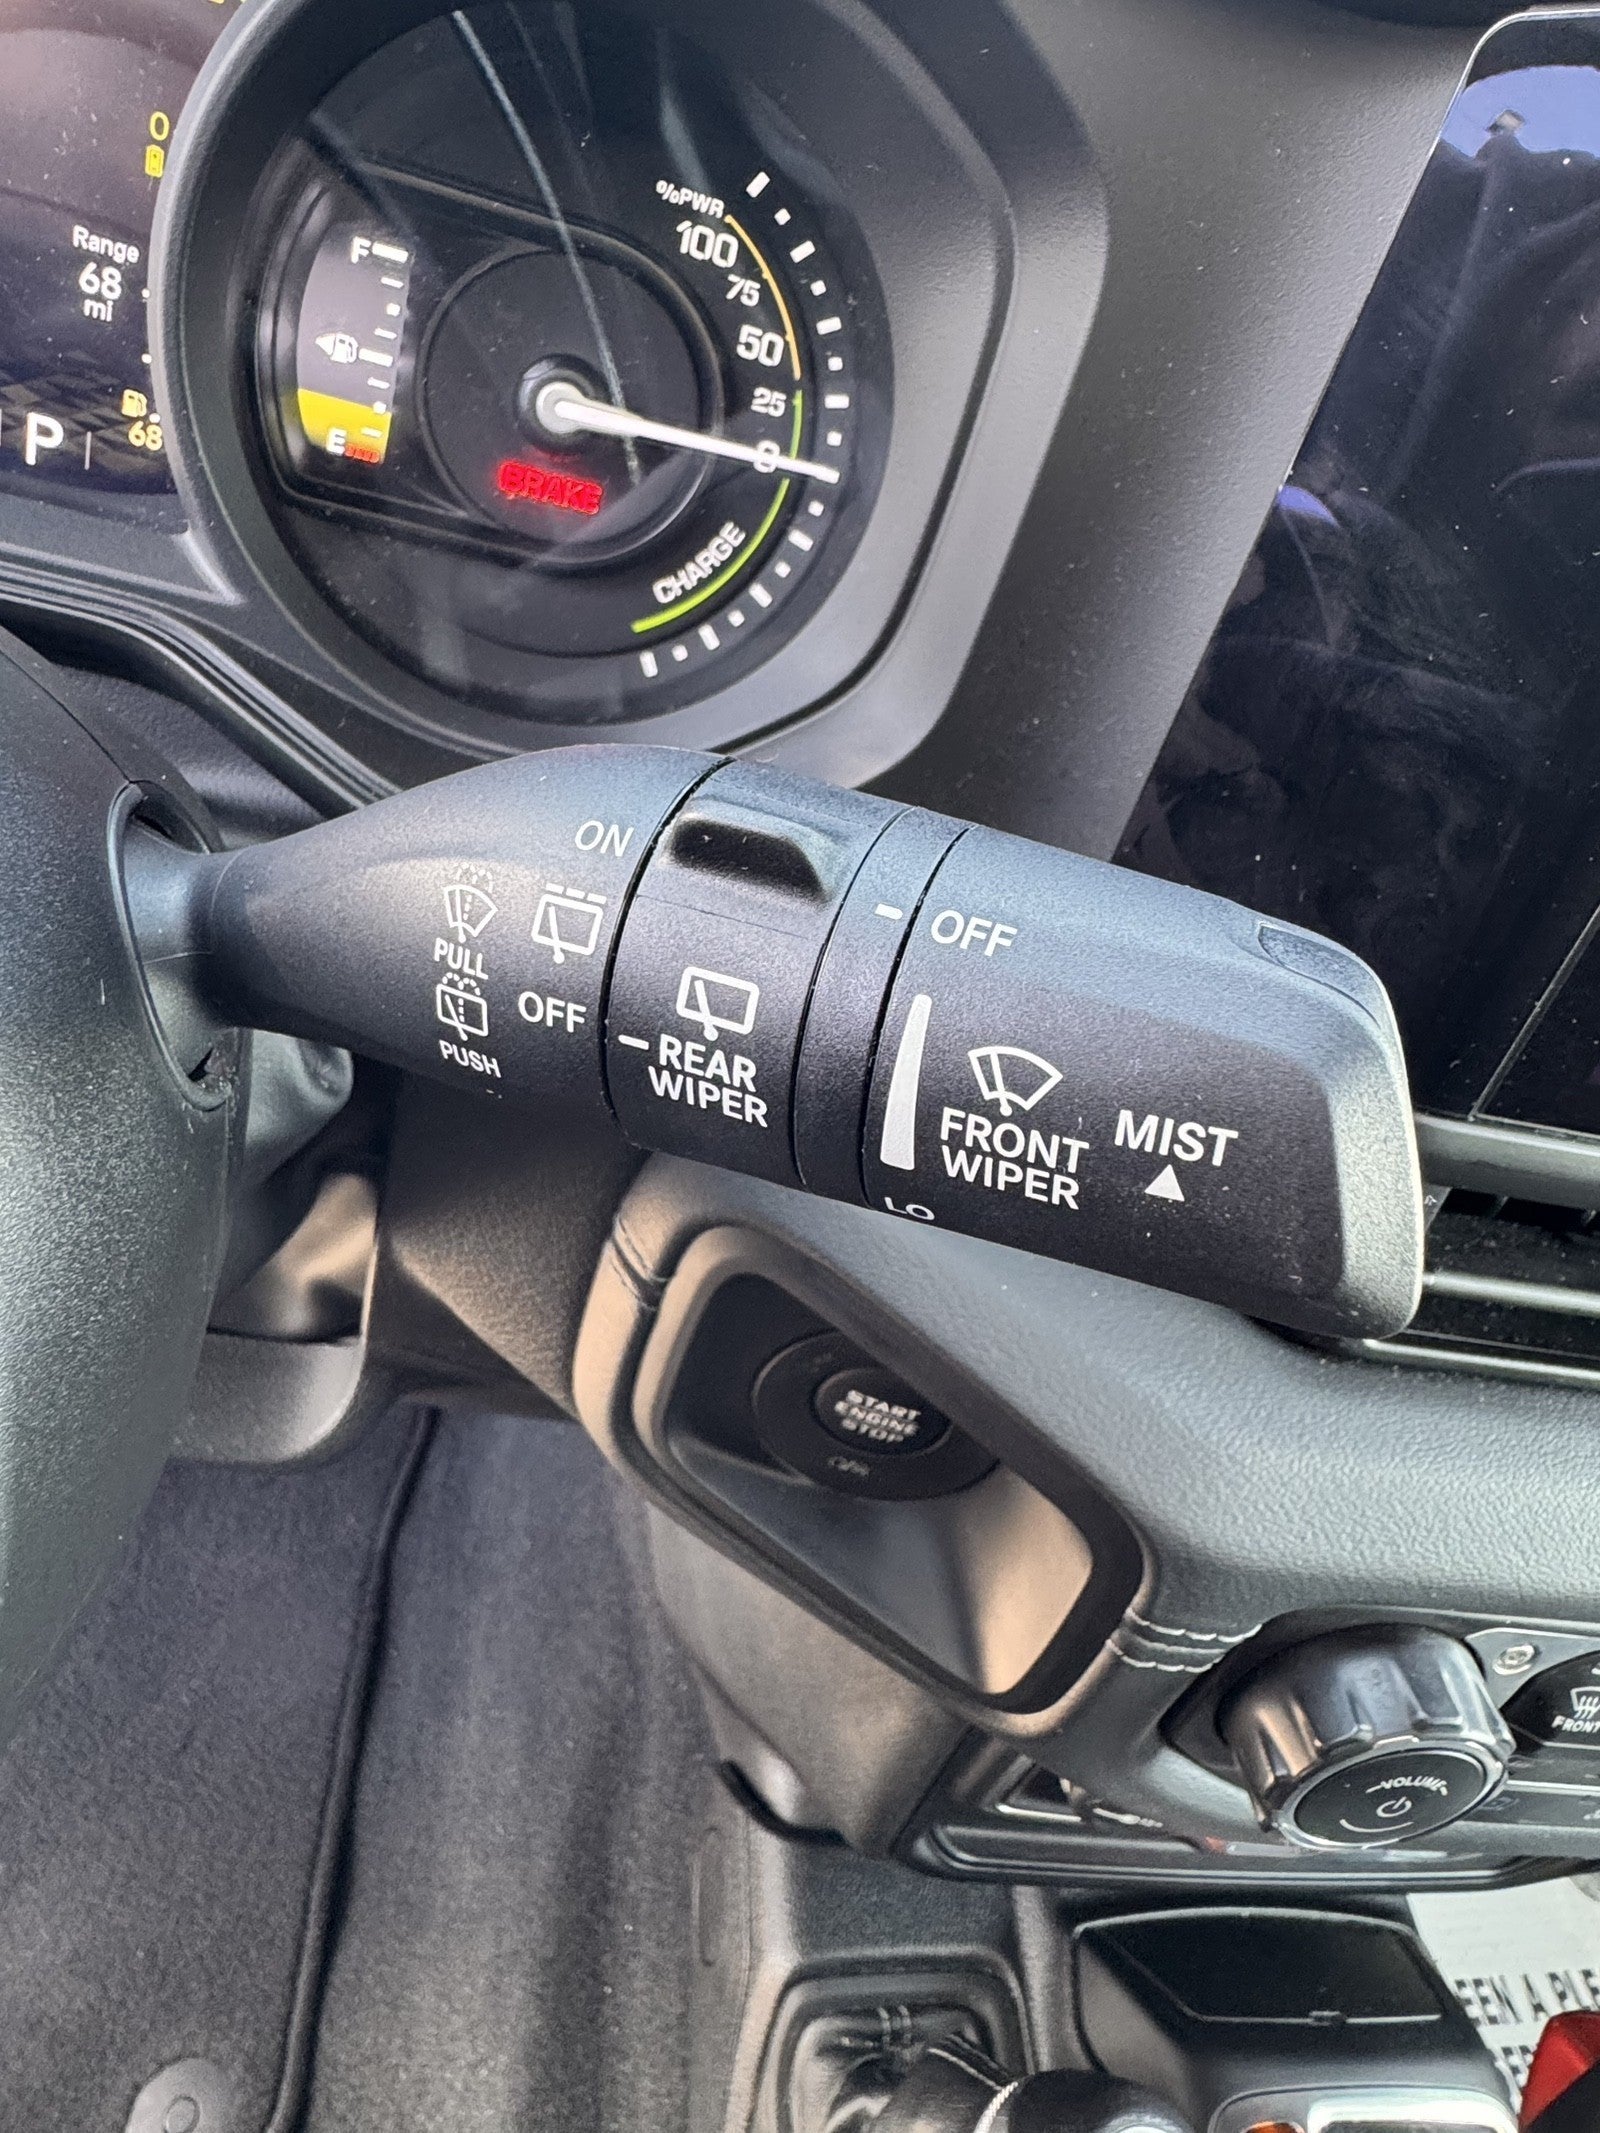 0
Range
68
mi
P
68
F
E
BRAKE
%PWR
100
75
50
25
0
CHARGE
ON
OFF
PULL
PUSH
REAR
WIPER
OFF
FRONT
WIPER
LO
MIST
START
ENGINE
STOP
VOLUME
FRONT